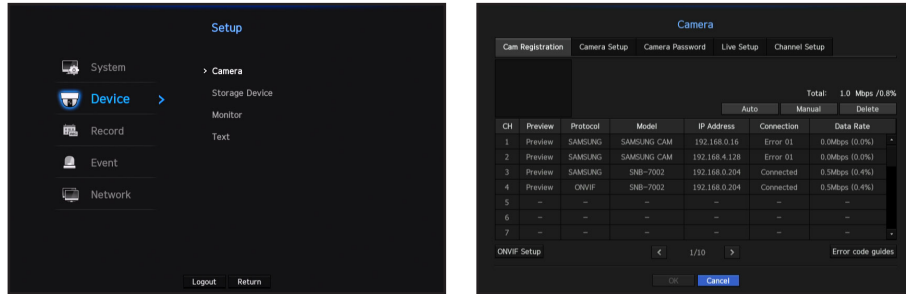 Setup
System
Device >
Record
Event
Network
> Camera
Storage Device
Monitor
Text
Logout Return
Camera
Cam Registration Camera Setup Camera Password Live Setup Channel Setup
Total: 1.0 Mbps /0.8%
Auto Manual Delete
CH Preview Protocol Model IP Address Connection Data Rate
1 Preview SAMSUNG SAMSUNG CAM 192.168.0.16 Error 01 0.0Mbps (0.0%)
2 Preview SAMSUNG SAMSUNG CAM 192.168.4.128 Error 01 0.0Mbps (0.0%)
3 Preview SAMSUNG SNB-7002 192.168.0.204 Connected 0.5Mbps (0.4%)
4 Preview ONVIF SNB-7002 192.168.0.204 Connected 0.5Mbps (0.4%)
5 – – – – – –
6 – – – – – –
7 – – – – – –
ONVIF Setup < 1/10 > Error code guides
OK Cancel